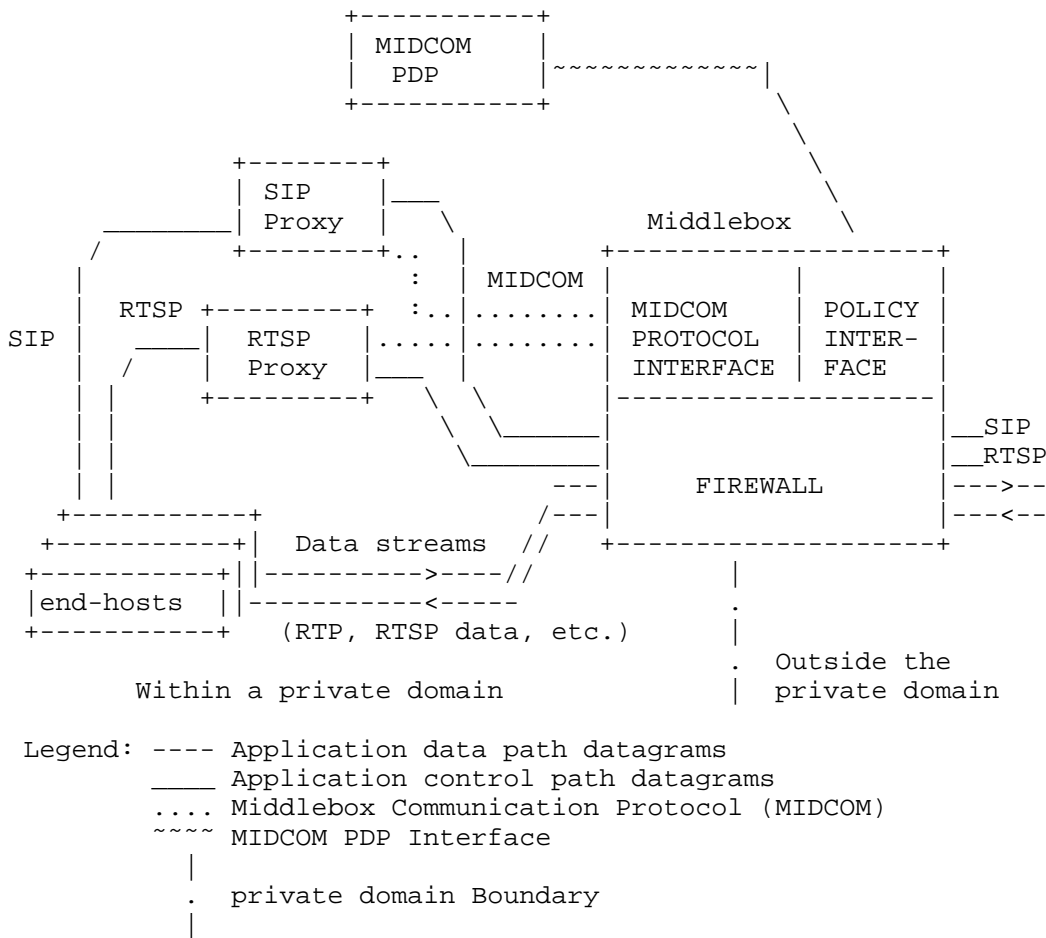 MIDCOM
PDP
SIP
Proxy
Middlebox
MIDCOM
RTSP
MIDCOM
POLICY
SIP
RTSP
PROTOCOL
INTER-
Proxy
INTERFACE
FACE
SIP
RTSP
FIREWALL
Data streams
end-hosts
(RTP, RTSP data, etc.)
Outside the
Within a private domain
private domain
Legend: ---- Application data path datagrams
____ Application control path datagrams
.... Middlebox Communication Protocol (MIDCOM)
~~~~ MIDCOM PDP Interface
|
. private domain Boundary
|